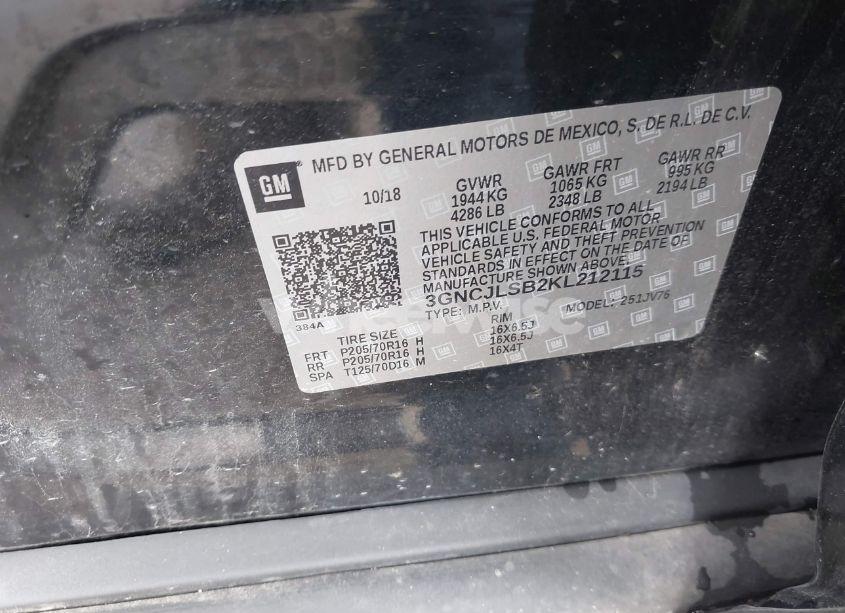 GM
MFD BY GENERAL MOTORS DE MEXICO, S. DE R.L. DE C.V.
10/18
GVWR GAWR FRT GAWR RR
1944 KG 1065 KG 995 KG
4286 LB 2348 LB 2194 LB
THIS VEHICLE CONFORMS TO ALL
APPLICABLE U.S. FEDERAL MOTOR
VEHICLE SAFETY AND THEFT PREVENTION
STANDARDS IN EFFECT ON THE DATE OF
MANUFACTURE SHOWN ABOVE.
3GNCJLSB2KL212115
TYPE: M.P.V. MODEL: 251JV76
384A
TIRE SIZE RIM
FRT P205/70R16 H 16X6.5J
RR P205/70R16 H 16X6.5J
SPA T125/70D16 M 16X4T